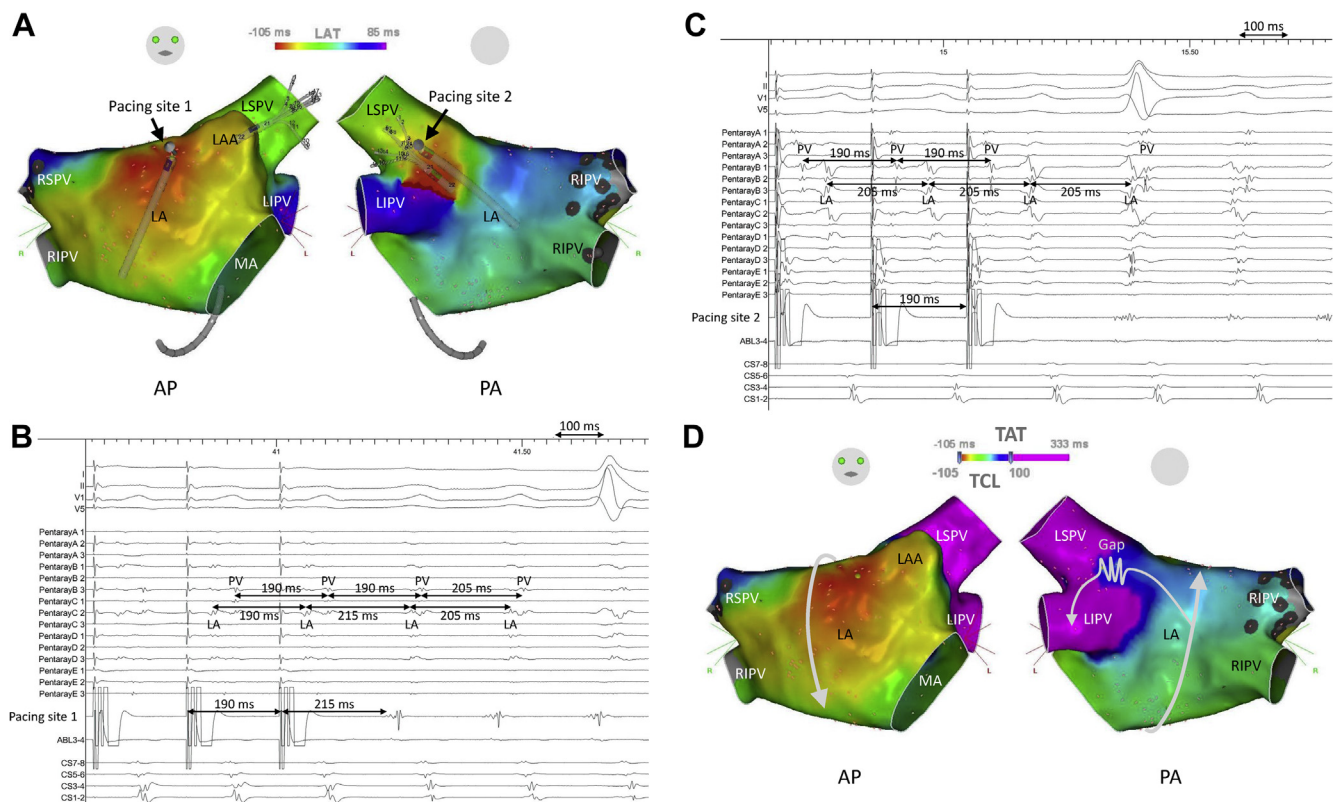 A
-105 ms LAT 85 ms
Pacing site 1
Pacing site 2
LSPV
LSPV
LAA
RSPV
RIPV
LIPV
LIPV
LA
LA
RIPV
MA
RIPV
R
L
R
L
AP
PA
B
100 ms
41
41.50
I
II
V1
V5
PentarayA 1
PentarayA 2
PentarayA 3
PentarayB 1
PentarayB 2
PentarayB 3
PentarayC 1
PentarayC 2
PentarayC 3
PentarayD 1
PentarayD 2
PentarayD 3
PentarayE 1
PentarayE 2
PentarayE 3
PV 190 ms PV 190 ms PV 205 ms PV
LA 190 ms LA 215 ms LA 205 ms LA
190 ms 215 ms
Pacing site 1
ABL3-4
CS7-8
CS5-6
CS3-4
CS1-2
C
100 ms
15
15.50
I
II
V1
V5
PentarayA 1
PentarayA 2
PentarayA 3
PentarayB 1
PentarayB 2
PentarayB 3
PentarayC 1
PentarayC 2
PentarayC 3
PentarayD 1
PentarayD 2
PentarayD 3
PentarayE 1
PentarayE 2
PentarayE 3
PV 190 ms PV 190 ms PV PV
LA 205 ms LA 205 ms LA 205 ms LA
190 ms
Pacing site 2
ABL3-4
CS7-8
CS5-6
CS3-4
CS1-2
D
TAT
-105 ms 333 ms
-105 100
TCL
LSPV
LSPV
Gap
LAA
RSPV
RIPV
LIPV
LIPV
LA
LA
RIPV
RIPV
MA
R
L
R
L
AP
PA